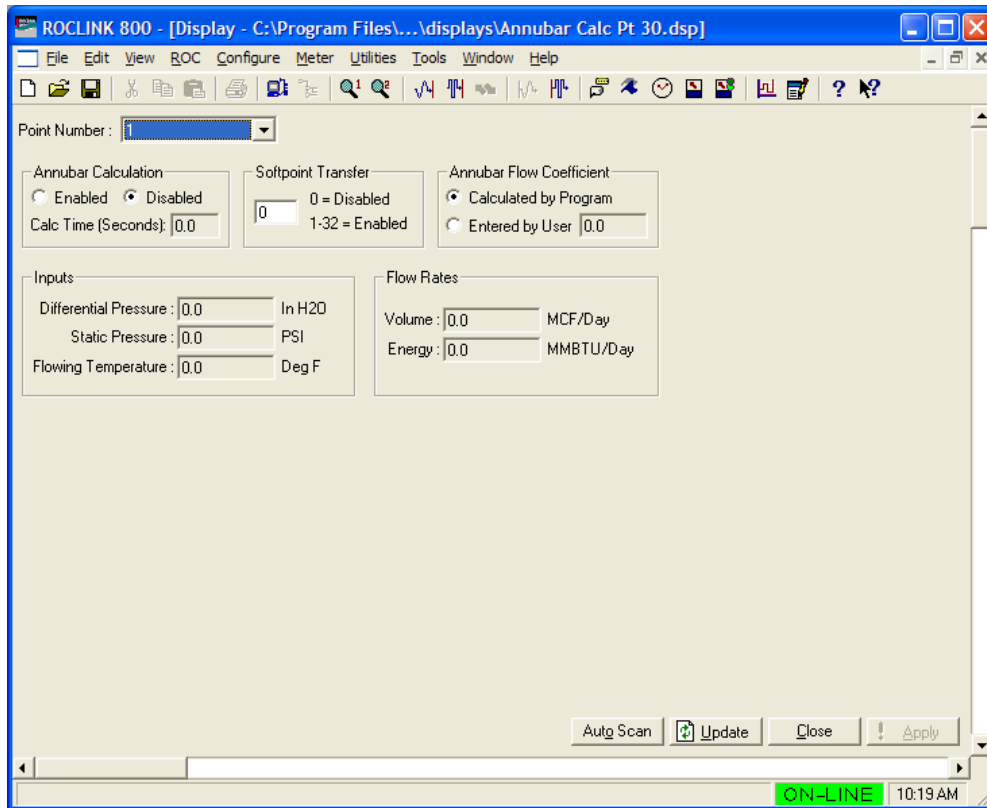 ROCLINK 800 - [Display - C:\Program Files\...\displays\Annubar Calc Pt 30.dsp]
File Edit View ROC Configure Meter Utilities Tools Window Help
Point Number : 1
Annubar Calculation
Enabled Disabled
Calc Time (Seconds): 0.0
Softpoint Transfer
0
0 = Disabled
1-32 = Enabled
Annubar Flow Coefficient
Calculated by Program
Entered by User 0.0
Inputs
Differential Pressure : 0.0 In H2O
Static Pressure : 0.0 PSI
Flowing Temperature : 0.0 Deg F
Flow Rates
Volume : 0.0 MCF/Day
Energy : 0.0 MMBTU/Day
Auto Scan Update Close Apply
ON-LINE 10:19 AM